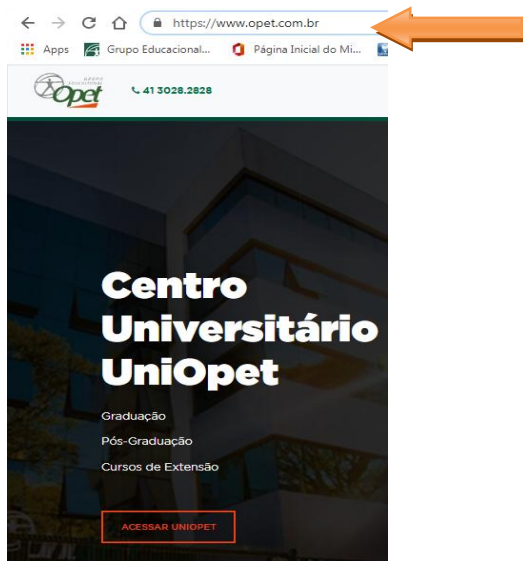 https://www.opet.com.br
Apps Grupo Educacional... Página Inicial do Mi...
Opet
41 3028.2828
Centro
Universitário
UniOpet
Graduação
Pós-Graduação
Cursos de Extensão
ACESSAR UNIOPET